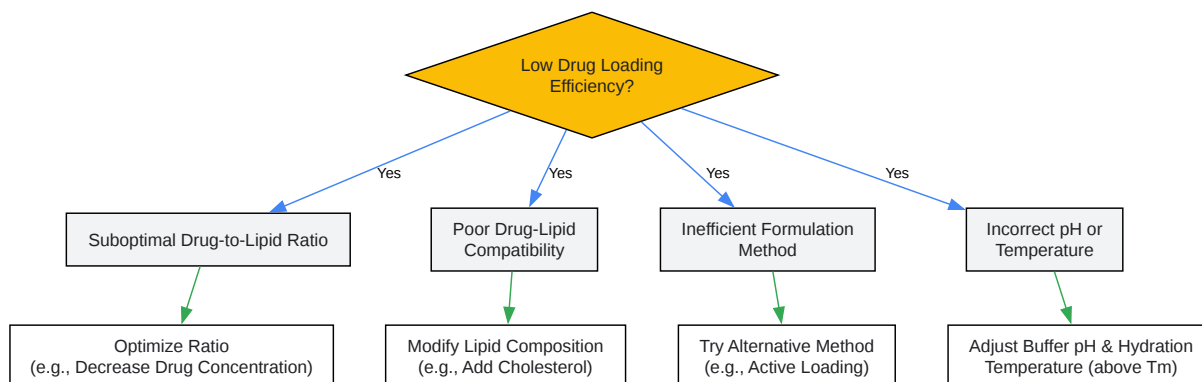 Low Drug Loading
Efficiency?
Yes
Yes
Yes
Yes
Suboptimal Drug-to-Lipid Ratio
Poor Drug-Lipid
Compatibility
Inefficient Formulation
Method
Incorrect pH or
Temperature
Optimize Ratio
(e.g., Decrease Drug Concentration)
Modify Lipid Composition
(e.g., Add Cholesterol)
Try Alternative Method
(e.g., Active Loading)
Adjust Buffer pH & Hydration
Temperature (above Tm)